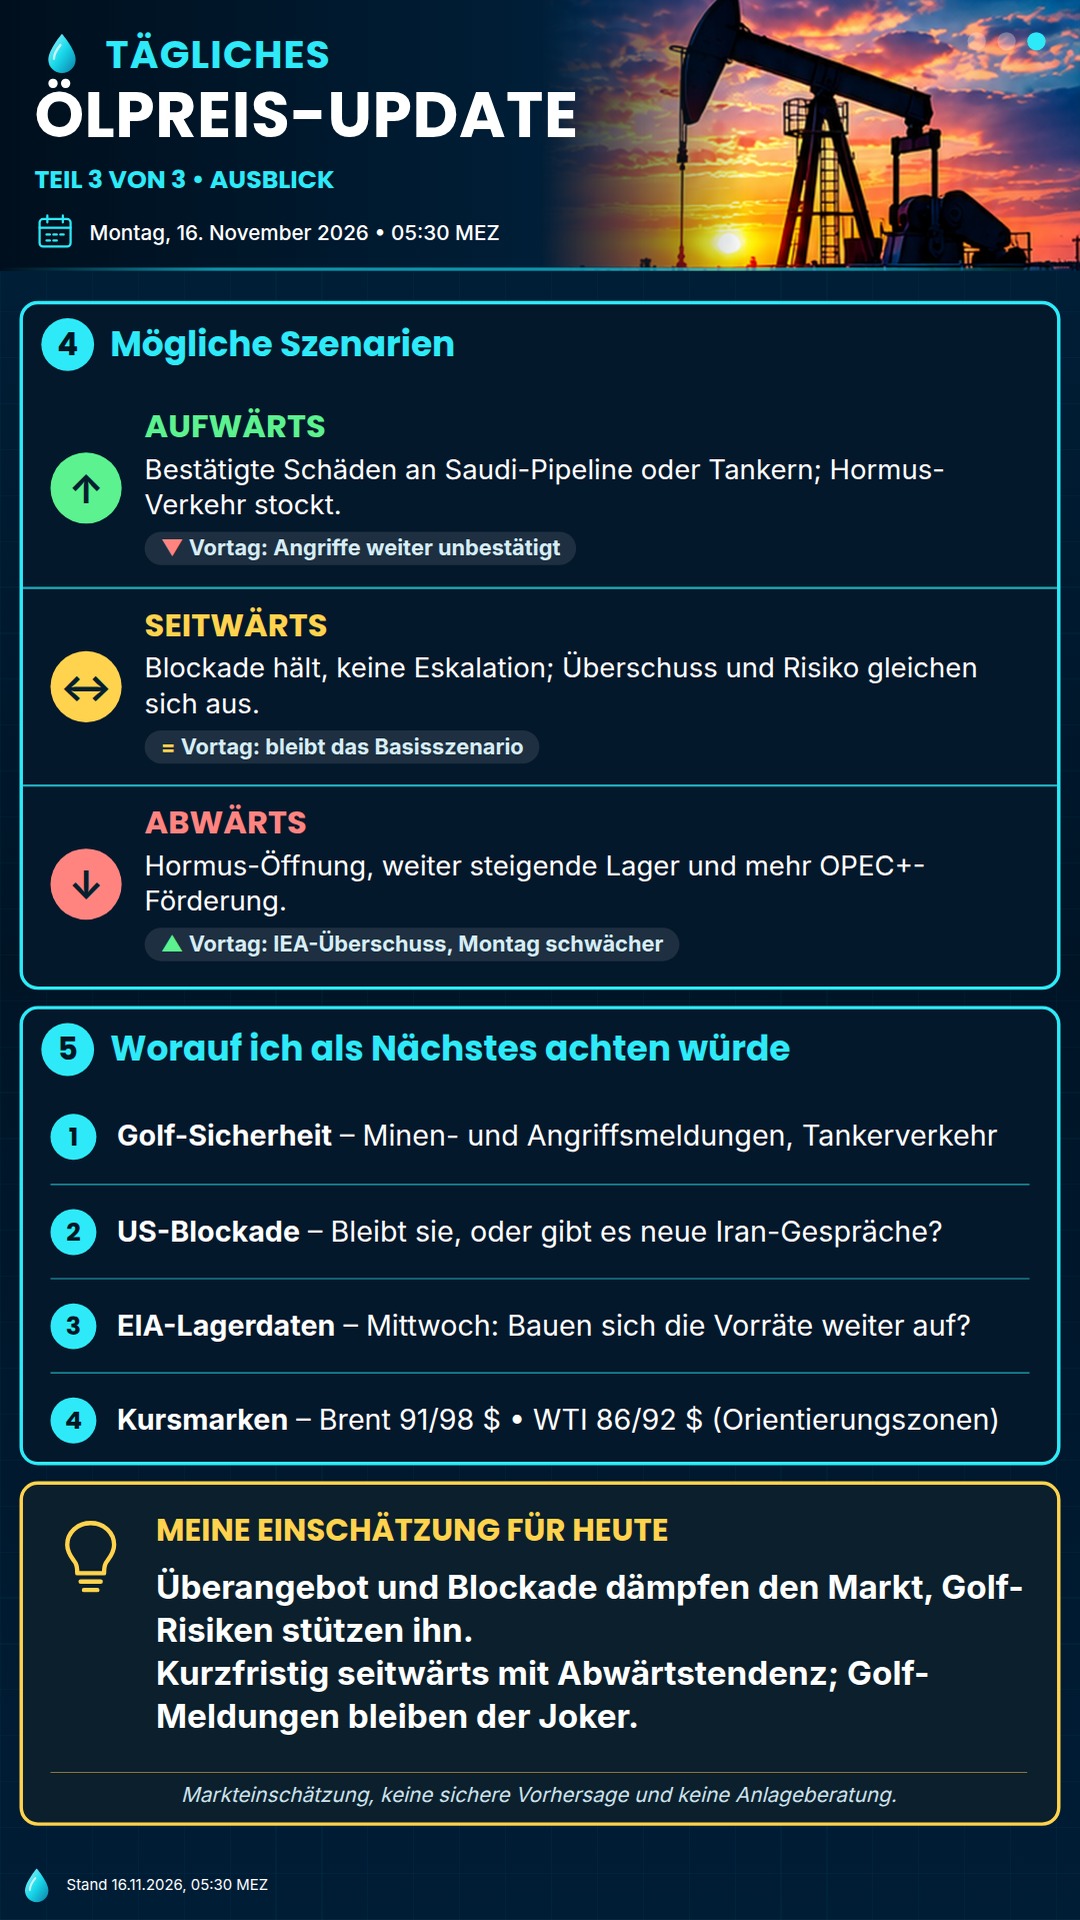 TÄGLICHES
ÖLPREIS-UPDATE
TEIL 3 VON 3 • AUSBLICK
Montag, 16. November 2026 • 05:30 MEZ
4 Mögliche Szenarien
AUFWÄRTS
↑
Bestätigte Schäden an Saudi-Pipeline oder Tankern; Hormus-
Verkehr stockt.
▼ Vortag: Angriffe weiter unbestätigt
SEITWÄRTS
↔
Blockade hält, keine Eskalation; Überschuss und Risiko gleichen
sich aus.
= Vortag: bleibt das Basisszenario
ABWÄRTS
↓
Hormus-Öffnung, weiter steigende Lager und mehr OPEC+-
Förderung.
▲ Vortag: IEA-Überschuss, Montag schwächer
5 Worauf ich als Nächstes achten würde
1 Golf-Sicherheit – Minen- und Angriffsmeldungen, Tankerverkehr
2 US-Blockade – Bleibt sie, oder gibt es neue Iran-Gespräche?
3 EIA-Lagerdaten – Mittwoch: Bauen sich die Vorräte weiter auf?
4 Kursmarken – Brent 91/98 $ • WTI 86/92 $ (Orientierungszonen)
MEINE EINSCHÄTZUNG FÜR HEUTE
Überangebot und Blockade dämpfen den Markt, Golf-
Risiken stützen ihn.
Kurzfristig seitwärts mit Abwärtstendenz; Golf-
Meldungen bleiben der Joker.
Markteinschätzung, keine sichere Vorhersage und keine Anlageberatung.
Stand 16.11.2026, 05:30 MEZ